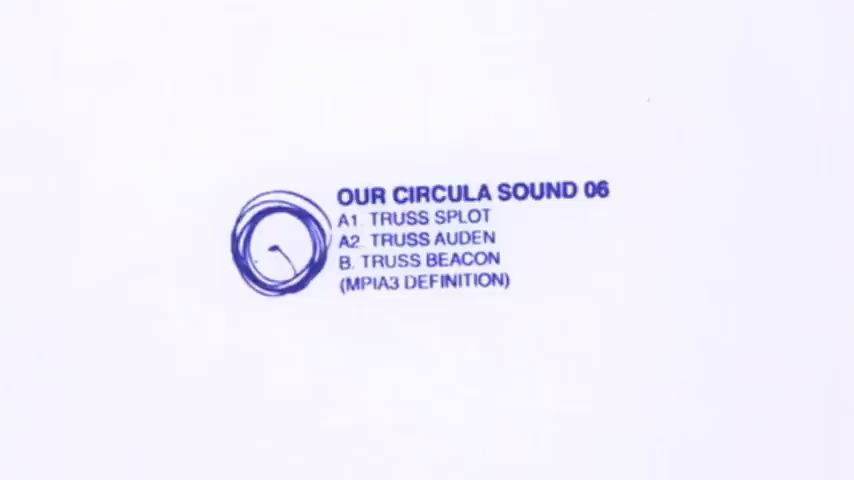 OUR CIRCULA SOUND 06
A1. TRUSS SPLOT
A2. TRUSS AUDEN
B. TRUSS BEACON
(MPIA3 DEFINITION)